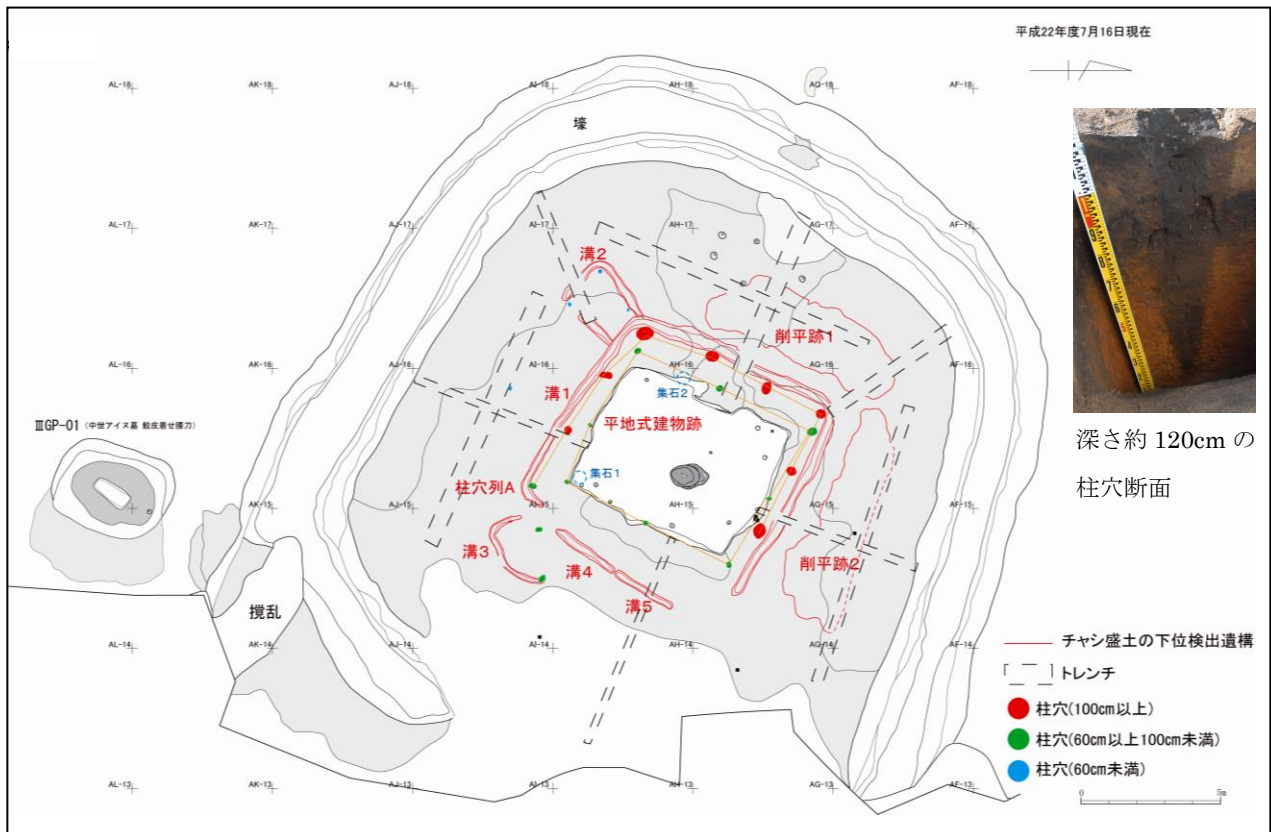 平成22年度7月16日現在
AL-18
AK-18
AJ-18
AI-18
AH-18
AG-18
AF-18
壕
AL-17
AK-17
AJ-17
AI-17
AH-17
AG-17
AF-17
溝2
削平跡1
AL-16
AK-16
AJ-16
AI-16
AH-16
AG-16
AF-16
溝1
集石2
平地式建物跡
ⅢGP-01 (中世アイヌ墓 鮫皮着せ腰刀)
深さ約 120cm の
柱穴断面
集石1
柱穴列A
AK-15
AJ-15
AI-15
AH-15
AG-15
AF-15
溝3
溝4
溝5
削平跡2
撹乱
AL-14
AK-14
AJ-14
AI-14
AH-14
AG-14
チャシ盛土の下位検出遺構
トレンチ
柱穴(100cm以上)
柱穴(60cm以上100cm未満)
柱穴(60cm未満)
AL-13
AK-13
AJ-13
AI-13
AH-13
AG-13
AF-13
0 5m